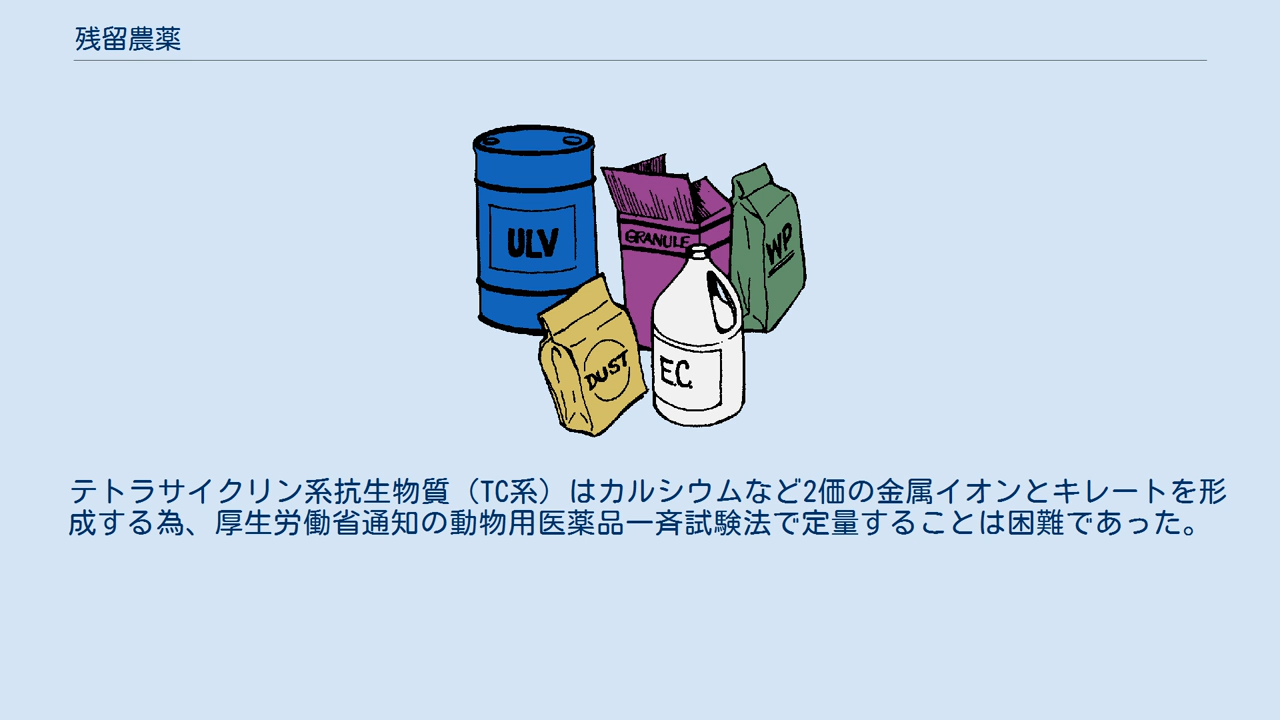 残留農薬
ULV
GRANULE
WP
DUST
E.C.
テトラサイクリン系抗生物質（TC系）はカルシウムなど2価の金属イオンとキレートを形
成する為、厚生労働省通知の動物用医薬品一斉試験法で定量することは困難であった。